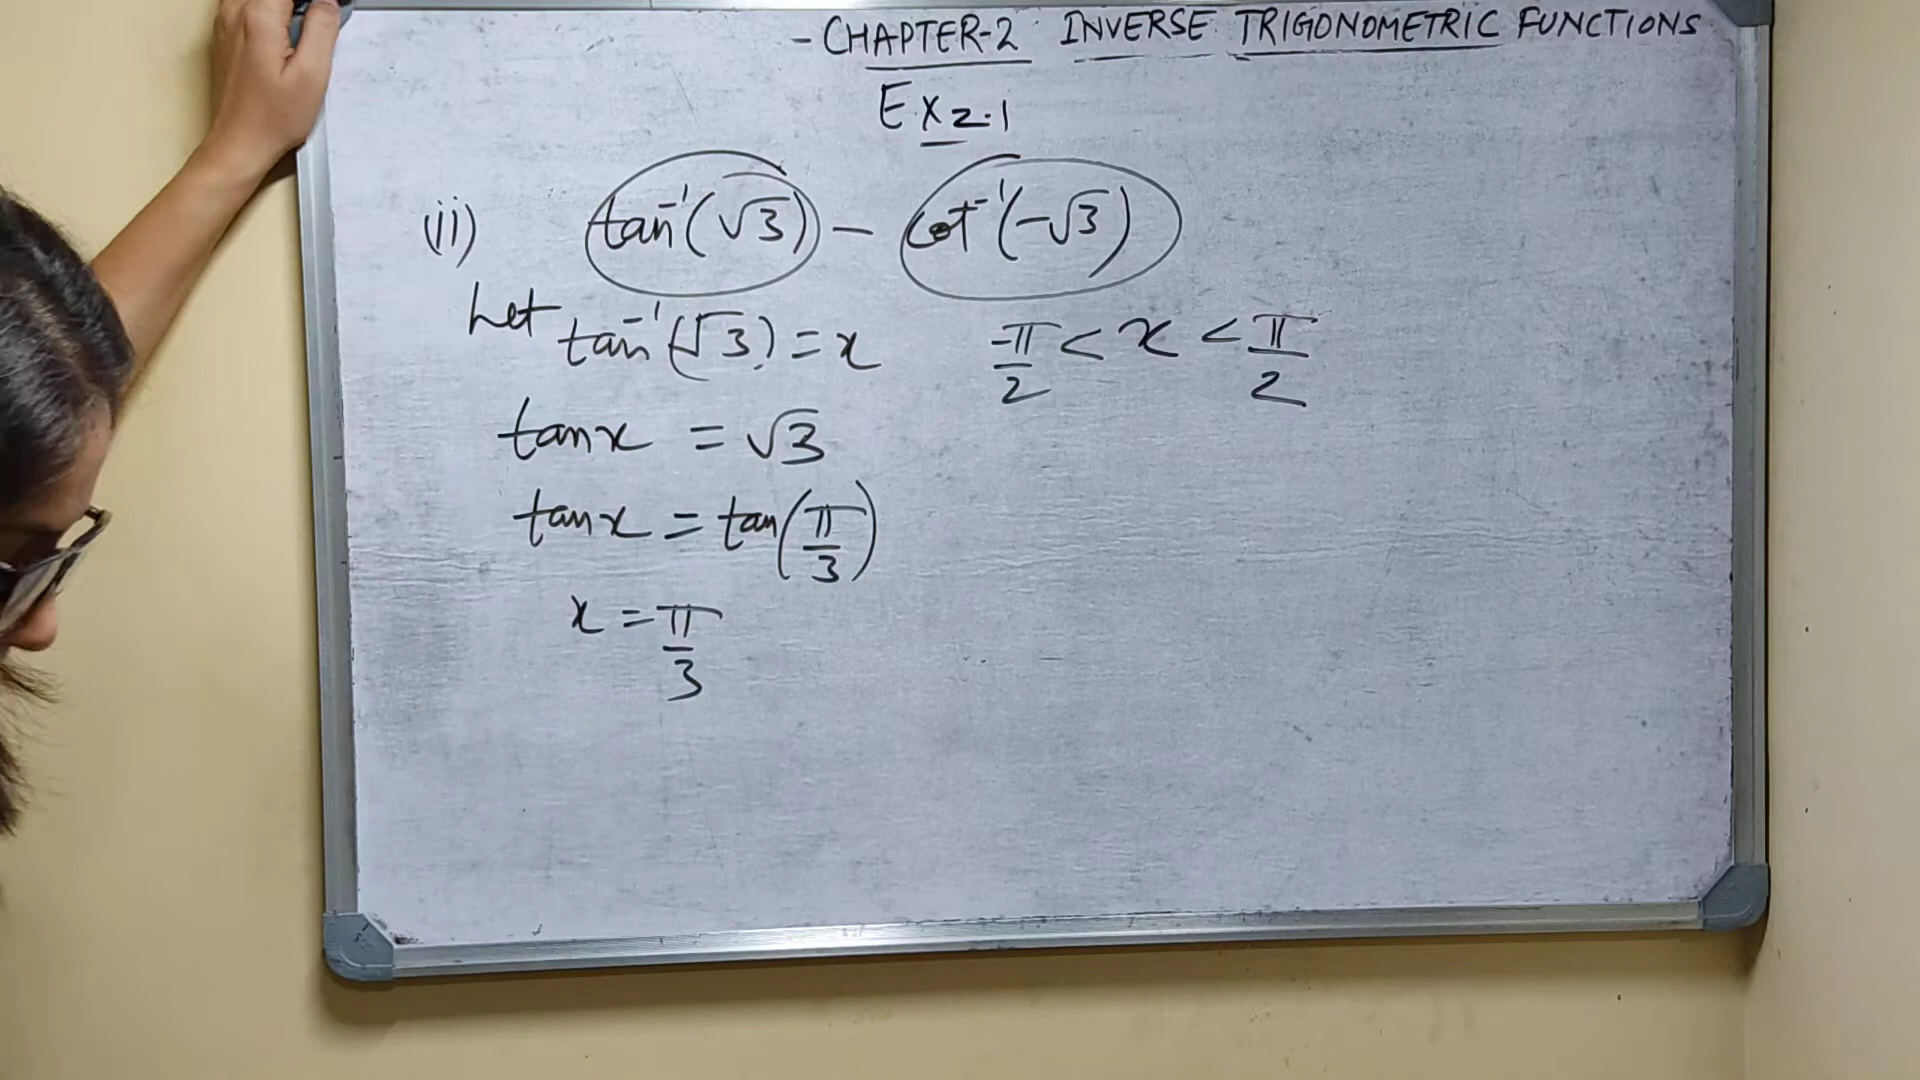 - CHAPTER-2 INVERSE TRIGONOMETRIC FUNCTIONS
Ex 2.1
(ii) tan⁻¹(√3) - cot⁻¹(-√3)
Let tan⁻¹(√3) = x -π/2 < x < π/2
tan x = √3
tan x = tan(π/3)
x = π/3